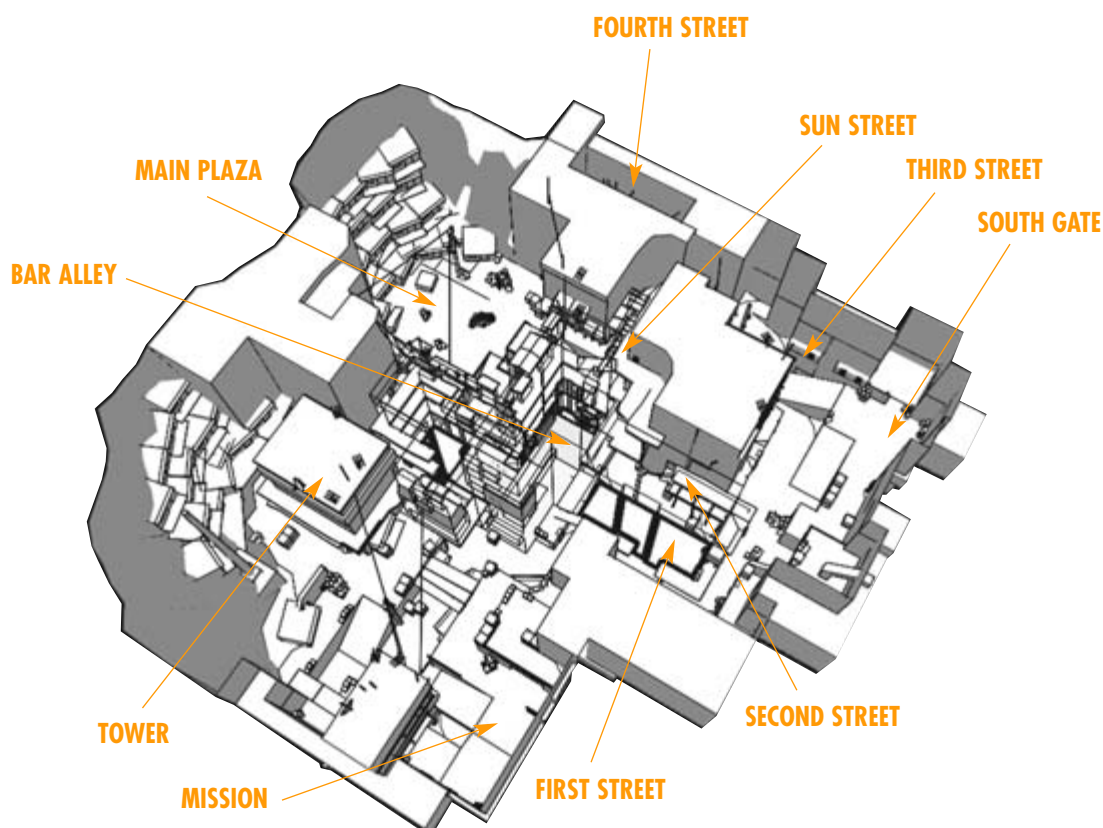 FOURTH STREET
SUN STREET
MAIN PLAZA
THIRD STREET
SOUTH GATE
BAR ALLEY
SECOND STREET
TOWER
FIRST STREET
MISSION